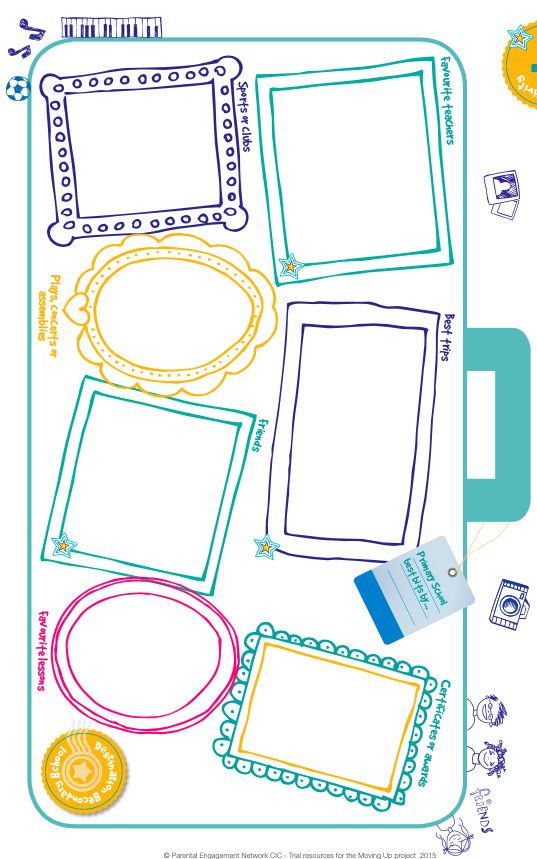 Favourite teachers
Sports or clubs
Best trips
Plays, concerts or
assemblies
Friends
Primary School
best bits by...
Certificates or awards
Favourite lessons
Destination Secondary School
FRiENDS
© Parental Engagement Network CIC - Trial resources for the Moving Up project 2015